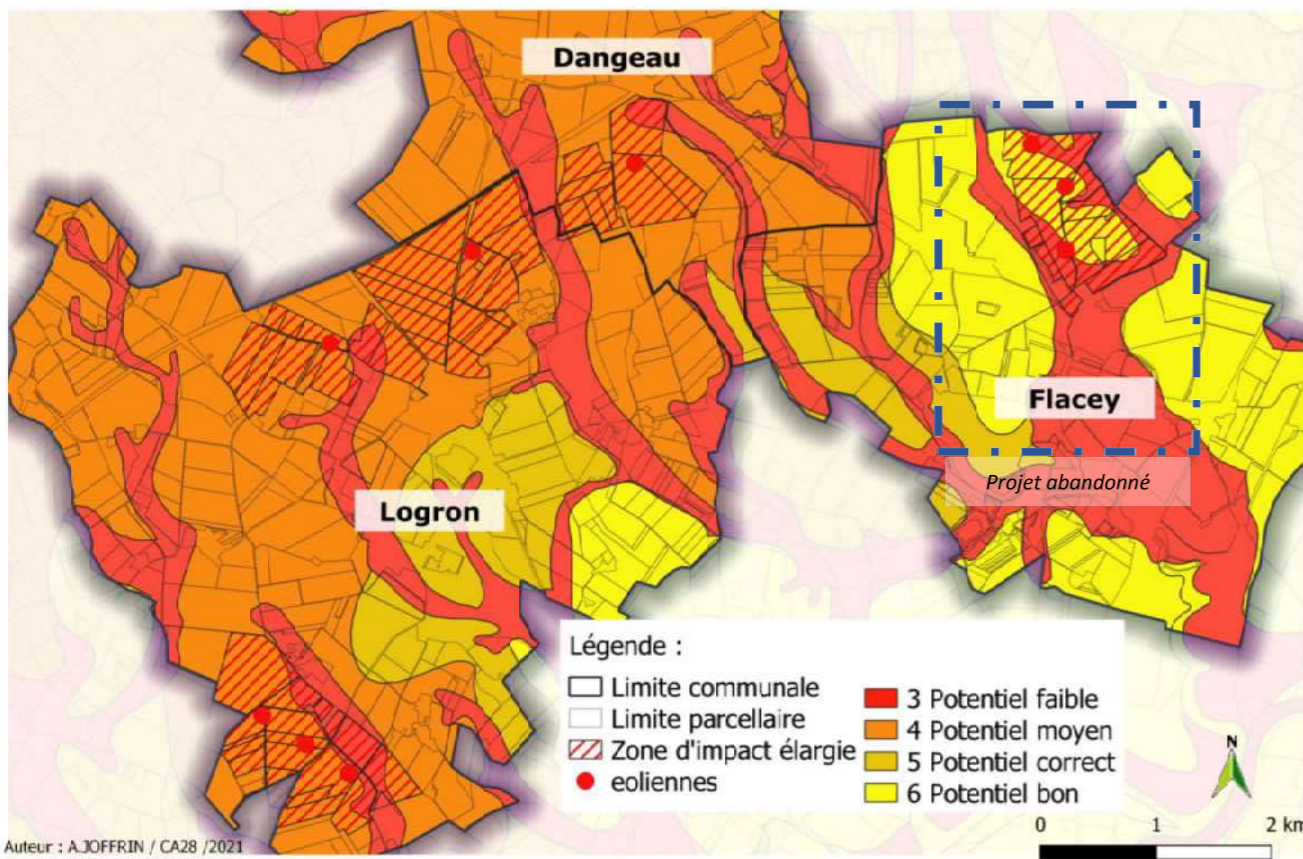 Dangeau
Flacey
Projet abandonné
Logron
Légende :
Limite communale
Limite parcellaire
Zone d'impact élargie
eoliennes
3 Potentiel faible
4 Potentiel moyen
5 Potentiel correct
6 Potentiel bon
N
0 1 2 km
Auteur : A.JOFFRIN / CA28 /2021